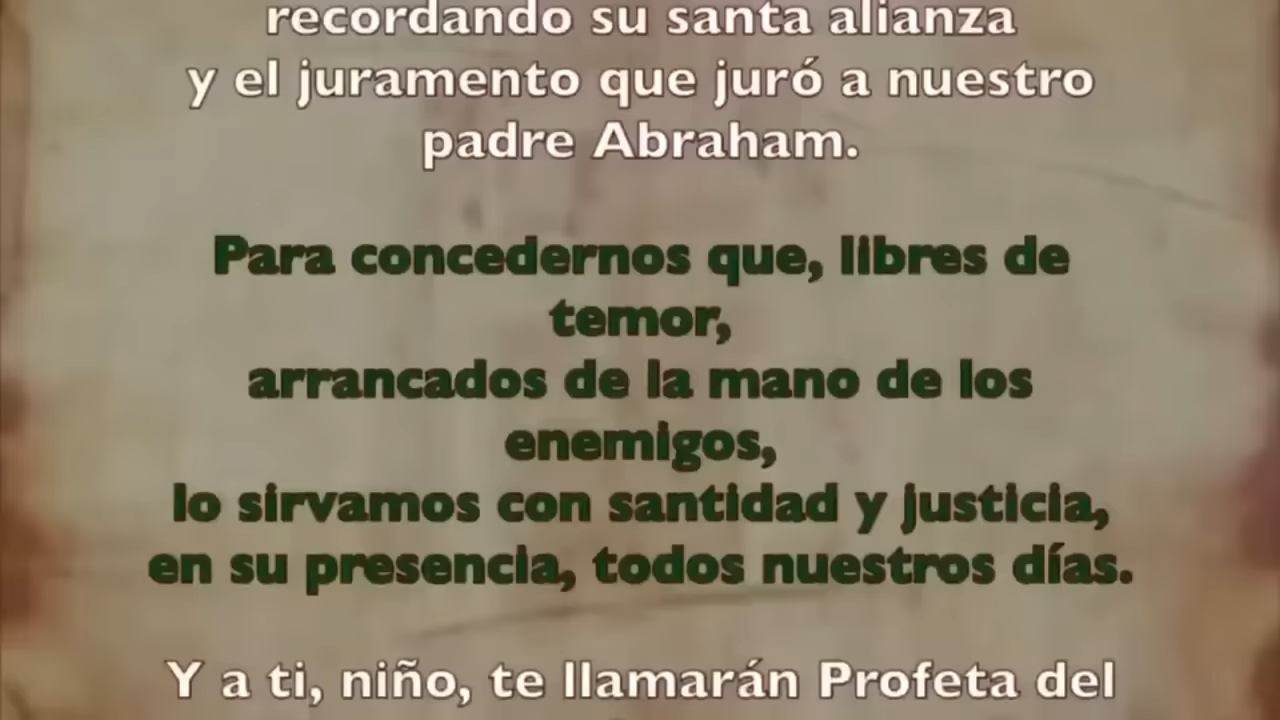 recordando su santa alianza
y el juramento que juró a nuestro
padre Abraham.
Para concedernos que, libres de
temor,
arrancados de la mano de los
enemigos,
lo sirvamos con santidad y justicia,
en su presencia, todos nuestros días.
Y a ti, niño, te llamarán Profeta del